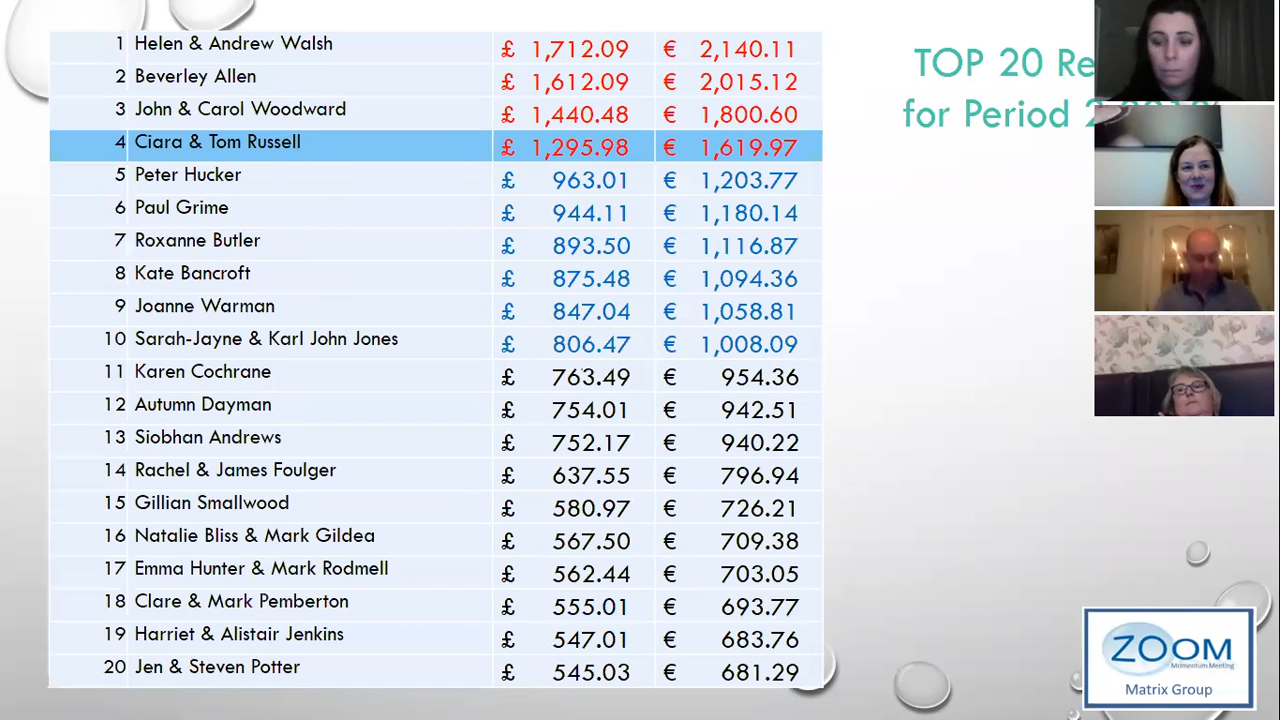 1 Helen & Andrew Walsh £ 1,712.09 € 2,140.11
2 Beverley Allen £ 1,612.09 € 2,015.12
3 John & Carol Woodward £ 1,440.48 € 1,800.60
4 Ciara & Tom Russell £ 1,295.98 € 1,619.97
5 Peter Hucker £ 963.01 € 1,203.77
6 Paul Grime £ 944.11 € 1,180.14
7 Roxanne Butler £ 893.50 € 1,116.87
8 Kate Bancroft £ 875.48 € 1,094.36
9 Joanne Warman £ 847.04 € 1,058.81
10 Sarah-Jayne & Karl John Jones £ 806.47 € 1,008.09
11 Karen Cochrane £ 763.49 € 954.36
12 Autumn Dayman £ 754.01 € 942.51
13 Siobhan Andrews £ 752.17 € 940.22
14 Rachel & James Foulger £ 637.55 € 796.94
15 Gillian Smallwood £ 580.97 € 726.21
16 Natalie Bliss & Mark Gildea £ 567.50 € 709.38
17 Emma Hunter & Mark Rodmell £ 562.44 € 703.05
18 Clare & Mark Pemberton £ 555.01 € 693.77
19 Harriet & Alistair Jenkins £ 547.01 € 683.76
20 Jen & Steven Potter £ 545.03 € 681.29
TOP 20
for Period
ZOOM
Momentum Meeting
Matrix Group